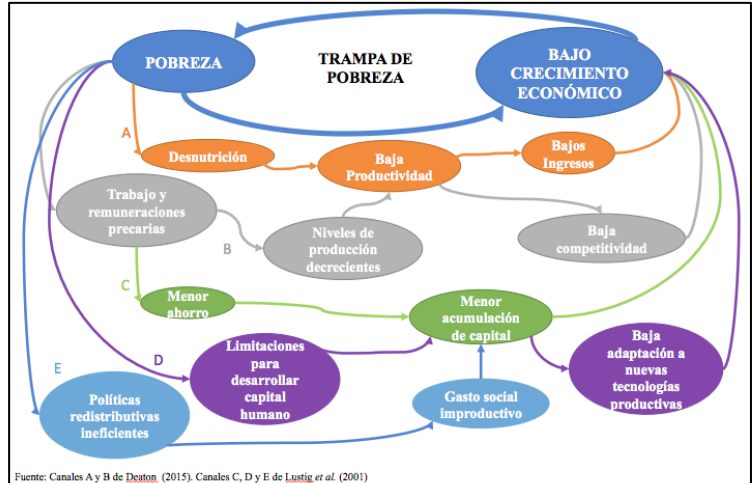 POBREZA
TRAMPA DE
POBREZA
BAJO
CRECIMIENTO
ECONÓMICO
A
Desnutrición
Baja
Productividad
Bajos
Ingresos
Trabajo y
remuneraciones
precarias
B
Niveles de
producción
decrecientes
Baja
competitividad
C
Menor
ahorro
Menor
acumulación
de capital
D
Limitaciones
para
desarrollar
capital
humano
Baja
adaptación a
nuevas
tecnologías
productivas
E
Políticas
redistributivas
ineficientes
Gasto social
improductivo
Fuente: Canales A y B de Deaton (2015). Canales C, D y E de Lustig et al. (2001)